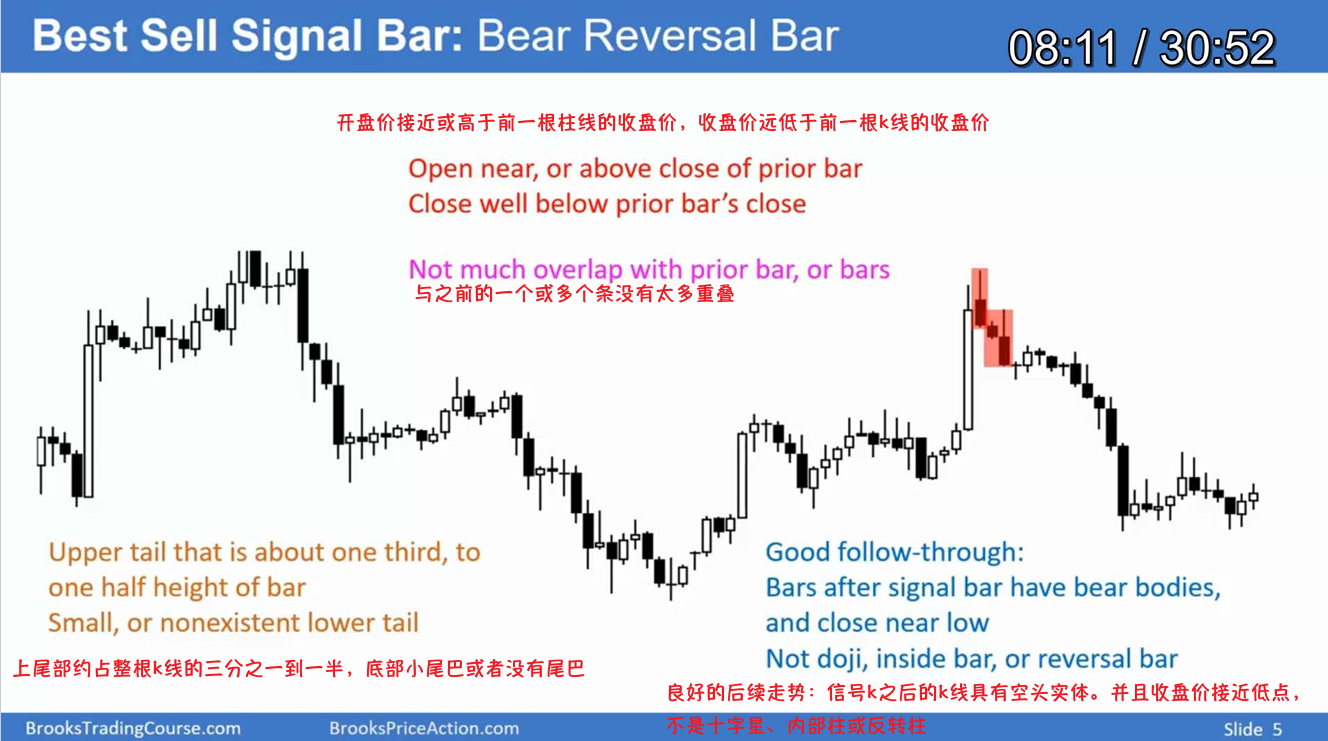 Best Sell Signal Bar: Bear Reversal Bar
08:11 / 30:52
开盘价接近或高于前一根柱线的收盘价，收盘价远低于前一根k线的收盘价
Open near, or above close of prior bar
Close well below prior bar's close
Not much overlap with prior bar, or bars
与之前的一个或多个条没有太多重叠
Upper tail that is about one third, to
one half height of bar
Small, or nonexistent lower tail
上尾部约占整根k线的三分之一到一半，底部小尾巴或者没有尾巴
Good follow-through:
Bars after signal bar have bear bodies,
and close near low
Not doji, inside bar, or reversal bar
良好的后续走势：信号k之后的k线具有空头实体。并且收盘价接近低点，
不是十字星、内部柱或反转柱
BrooksTradingCourse.com
BrooksPriceAction.com
Slide 5